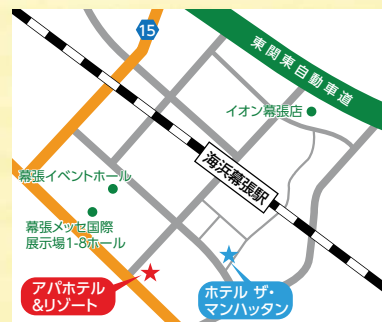 15
東関東自動車道
イオン幕張店
海浜幕張駅
幕張イベントホール
幕張メッセ国際
展示場1-8ホール
アパホテル
&リゾート
ホテル ザ・
マンハッタン